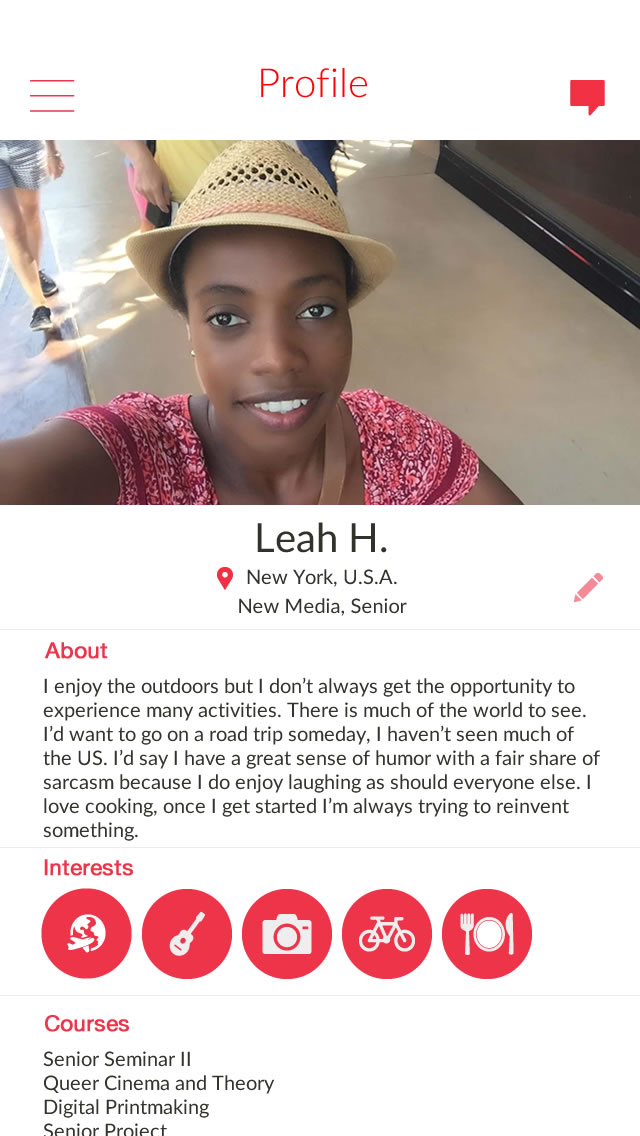 Profile
Leah H.
New York, U.S.A.
New Media, Senior
About
I enjoy the outdoors but I don’t always get the opportunity to
experience many activities. There is much of the world to see.
I’d want to go on a road trip someday, I haven’t seen much of
the US. I’d say I have a great sense of humor with a fair share of
sarcasm because I do enjoy laughing as should everyone else. I
love cooking, once I get started I’m always trying to reinvent
something.
Interests
Courses
Senior Seminar II
Queer Cinema and Theory
Digital Printmaking
Senior Project